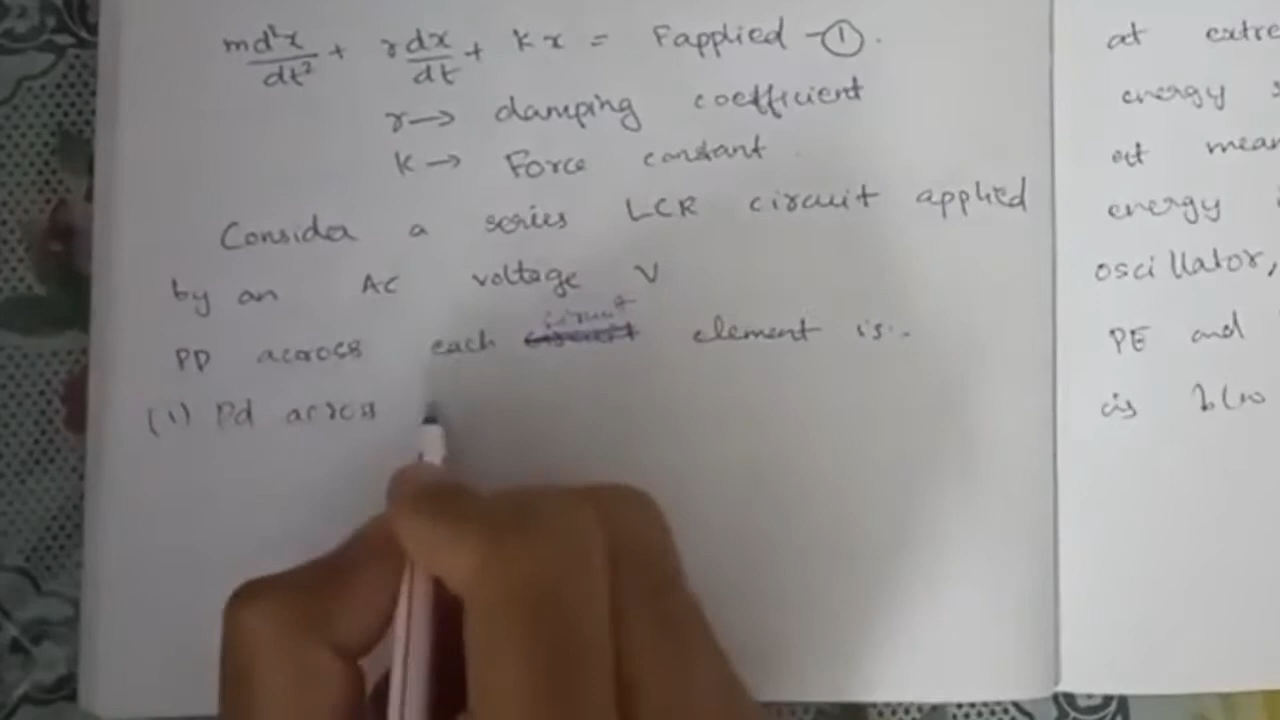 md²x/dt² + r dx/dt + kx = Fapplied —①.
r → damping coefficient
k → Force constant
Consider a series LCR circuit applied
by an AC voltage V
PD across each circuit element is..
(1) Pd across
at extre
energy s
at mean
energy
oscillator,
PE and
is